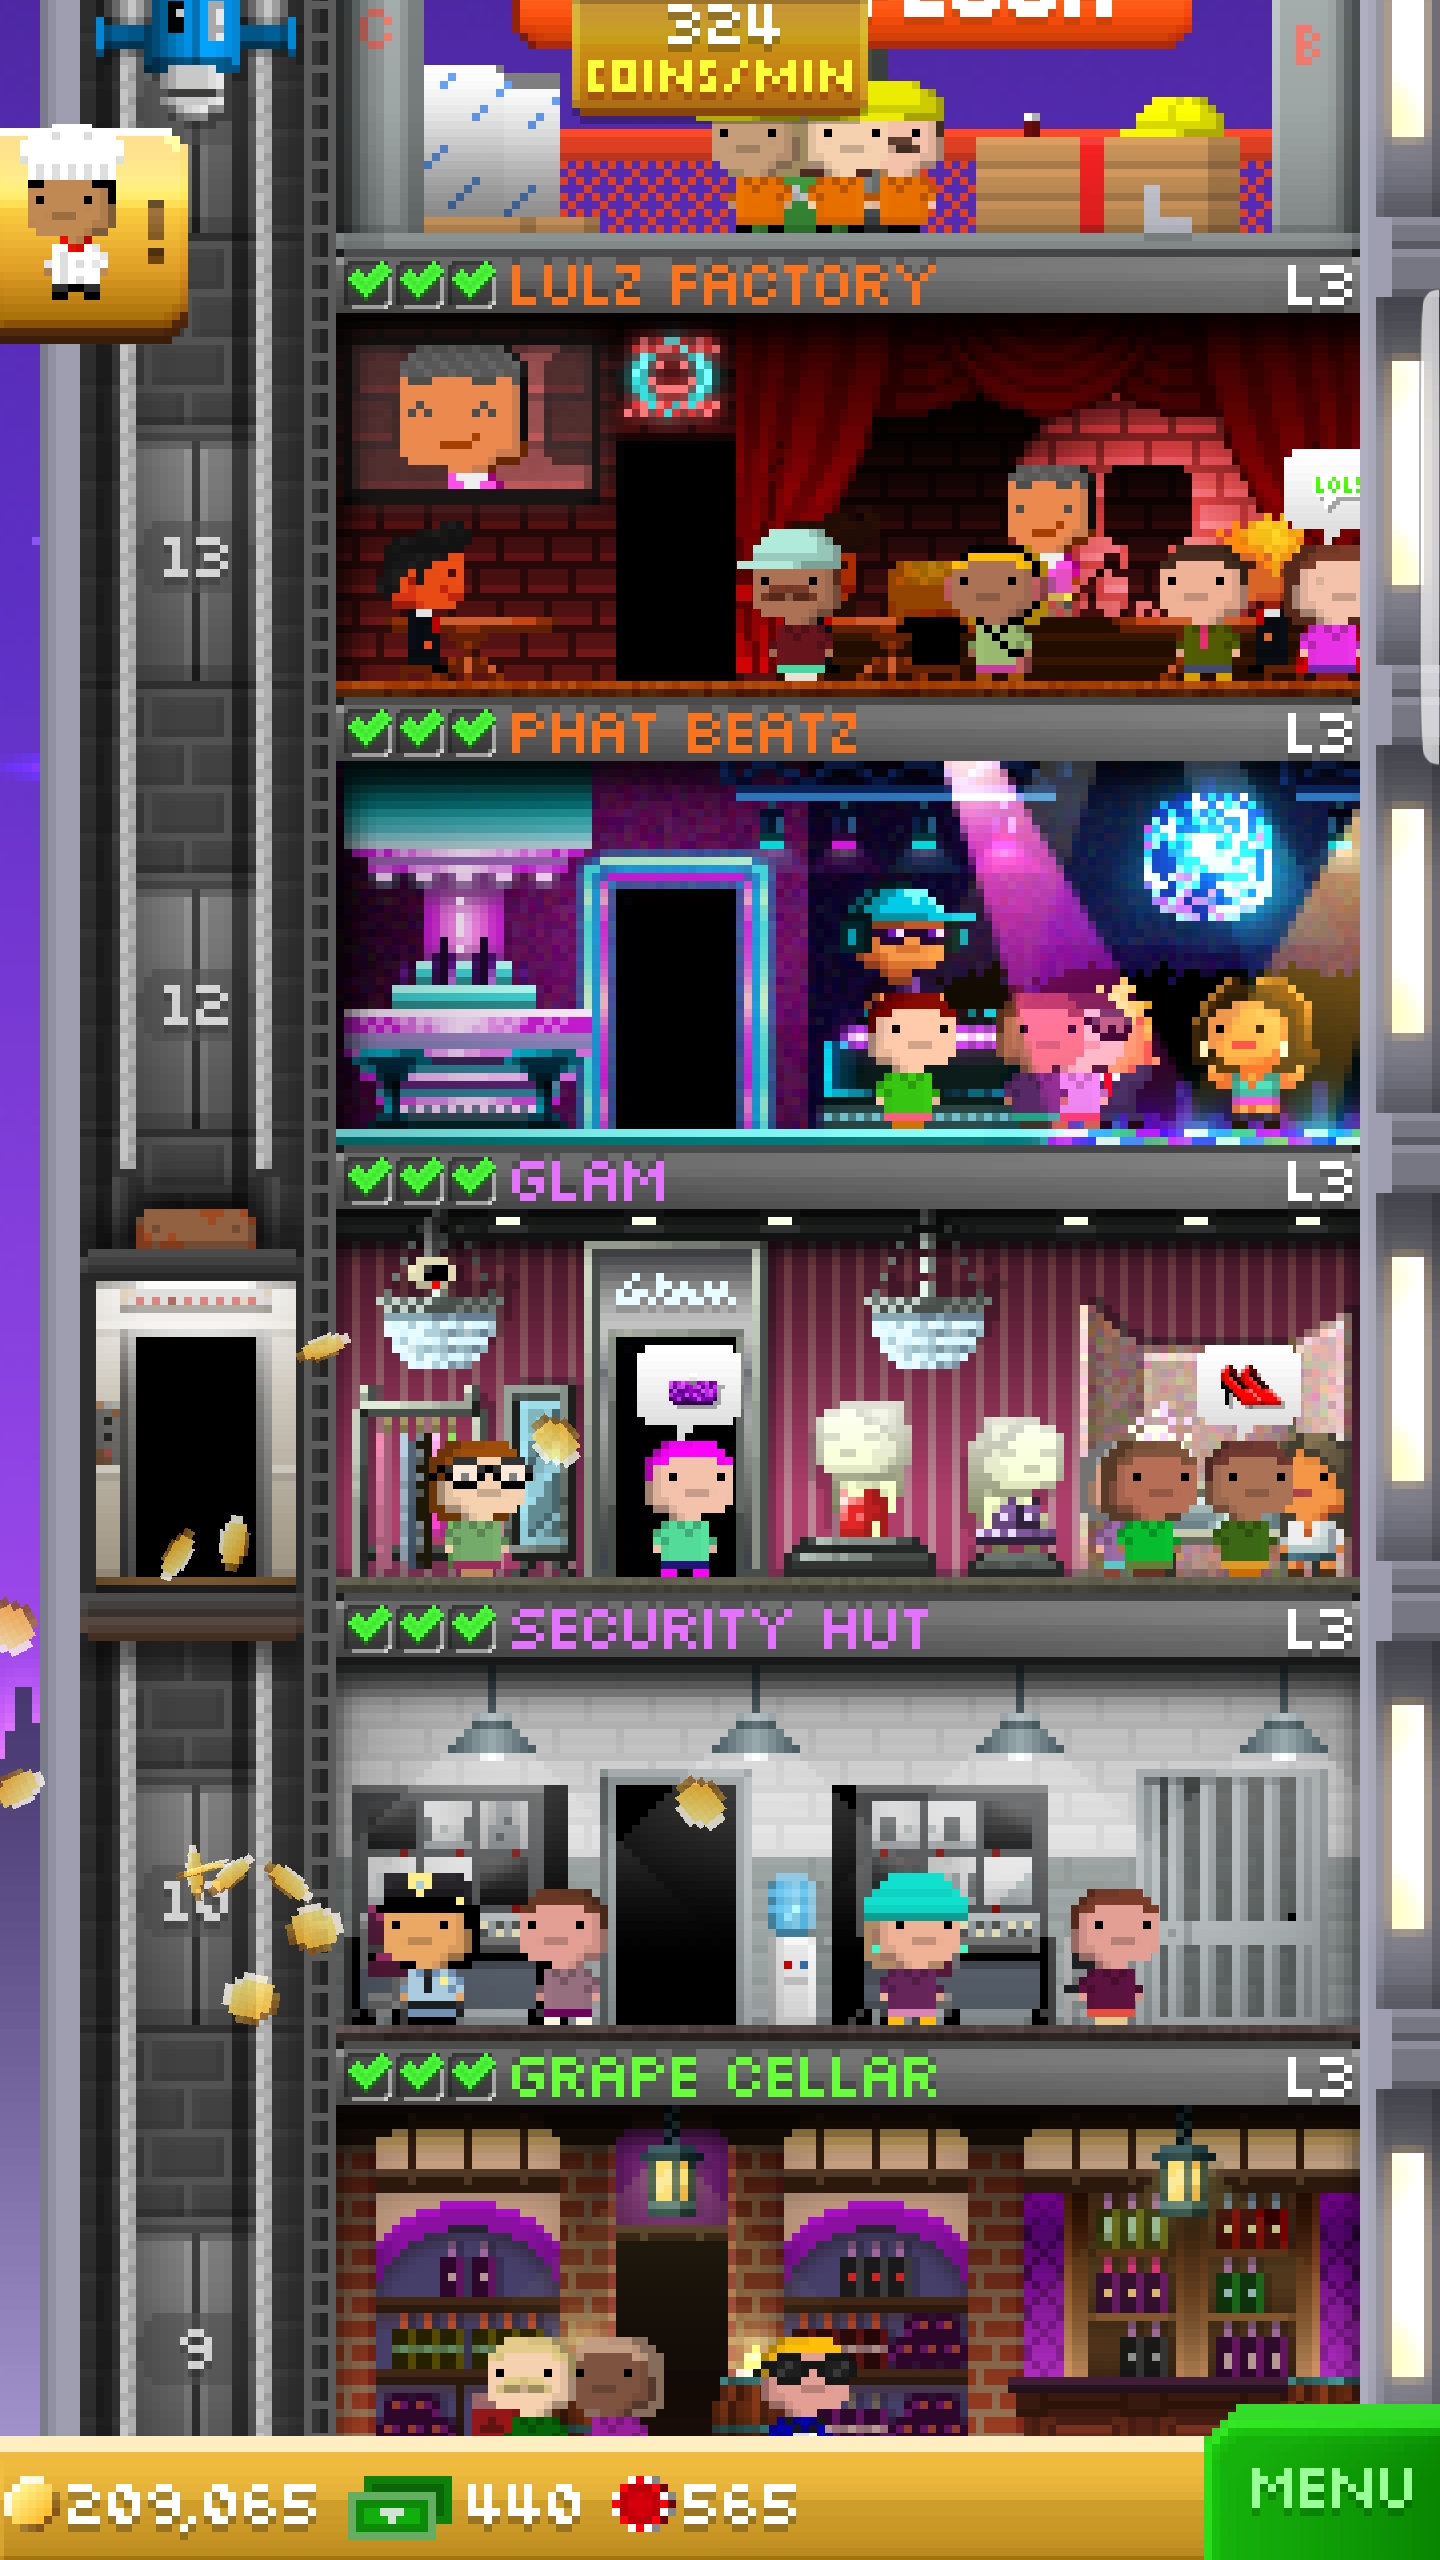 324
COINS/MIN
C
B
LULZ FACTORY L3
13
PHAT BEATZ L3
12
GLAM L3
Glam
SECURITY HUT L3
10
GRAPE CELLAR L3
9
209,065 440 565
MENU